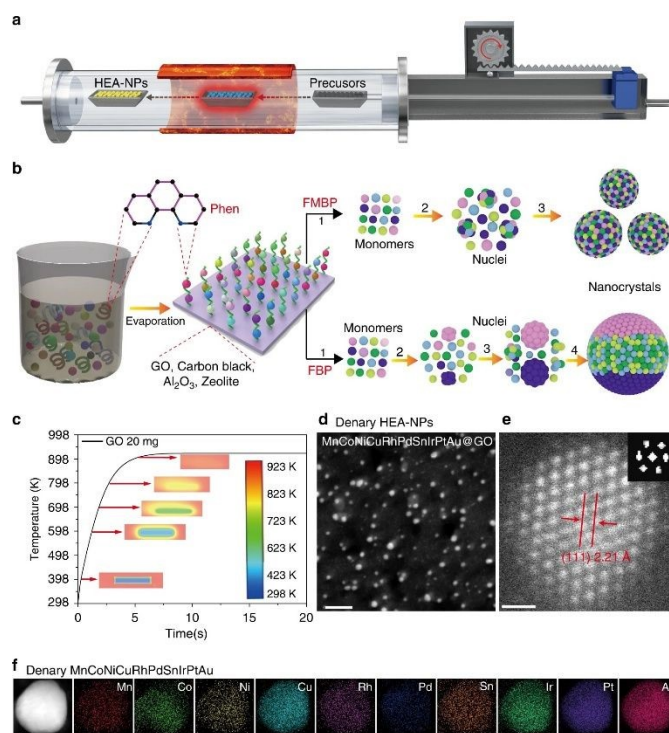 a
HEA-NPs
Precusors
b
Phen
FMBP
1
Monomers
2
Nuclei
3
Nanocrystals
Evaporation
GO, Carbon black,
Al₂O₃, Zeolite
1
FBP
Monomers
2
Nuclei
3
4
c
GO 20 mg
Temperature (K)
998
898
798
698
598
498
398
298
923 K
823 K
723 K
623 K
523 K
423 K
298 K
0 5 10 15 20
Time(s)
d Denary HEA-NPs
MnCoNiCuRhPdSnIrPtAu@GO
e
(111) 2.21 Å
f Denary MnCoNiCuRhPdSnIrPtAu
Mn Co Ni Cu Rh Pd Sn Ir Pt A